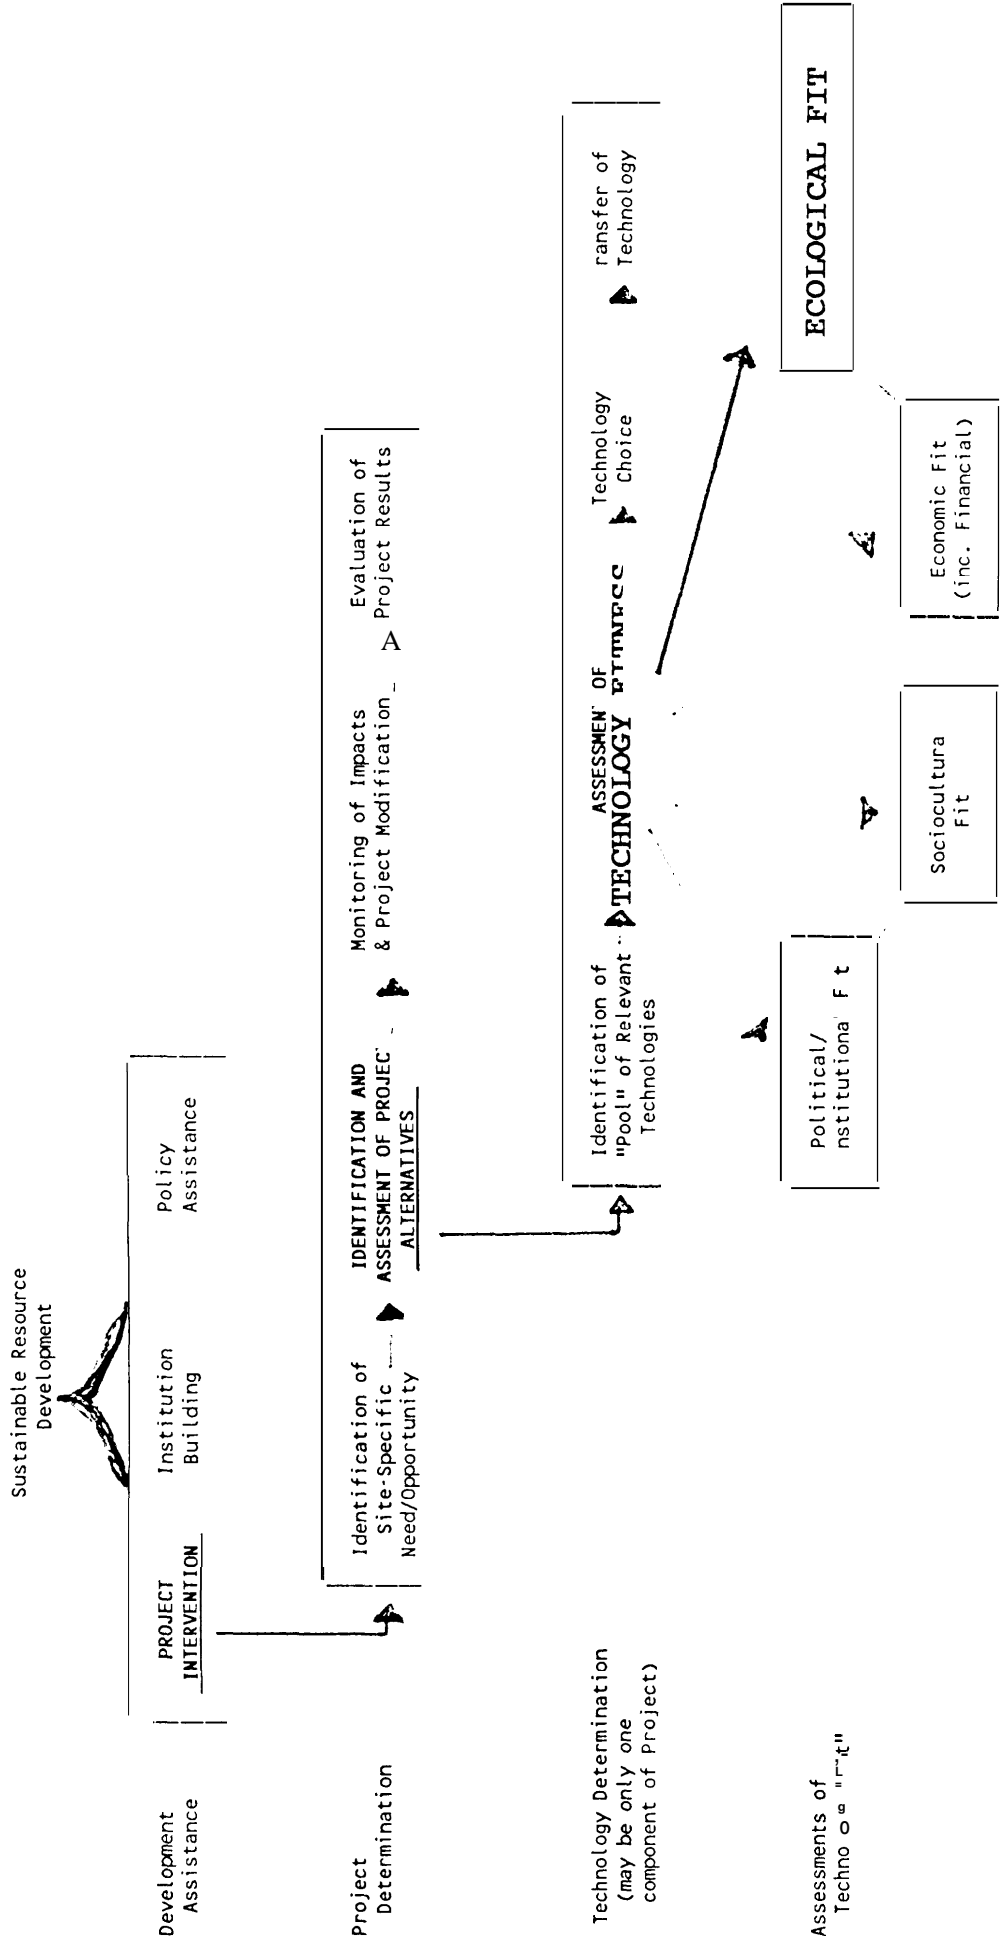 Sustainable Resource
Development
Development
Assistance
PROJECT
INTERVENTION
Institution
Building
Policy
Assistance
Project
Determination
Identification of
Site-Specific
Need/Opportunity
IDENTIFICATION AND
ASSESSMENT OF PROJEC
ALTERNATIVES
Monitoring of Impacts
& Project Modification
A
Evaluation of
Project Results
Technology Determination
(may be only one
component of Project)
Identification of
"Pool" of Relevant
Technologies
ASSESSMEN OF
TECHNOLOGY FITNESS
Technology
Choice
ransfer of
Technology
Assessments of
Techno
Political/
nstitutiona F t
Sociocultura
Fit
Economic Fit
(inc. Financial)
ECOLOGICAL FIT